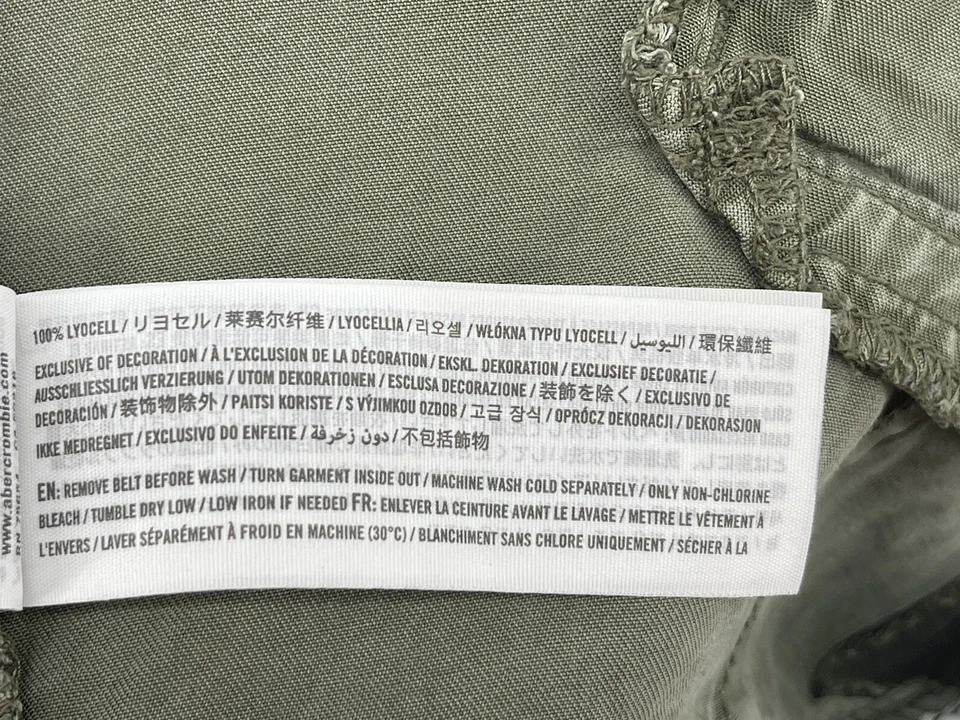 100% LYOCELL / リヨセル / 莱赛尔纤维 / LYOCELLIA / 리오셀 / WŁÓKNA TYPU LYOCELL / الليوسيل / 環保纖維
EXCLUSIVE OF DECORATION / À L'EXCLUSION DE LA DÉCORATION / EKSKL. DEKORATION / EXCLUSIEF DECORATIE /
AUSSCHLIESSLICH VERZIERUNG / UTOM DEKORATIONEN / ESCLUSA DECORAZIONE / 装飾を除く / EXCLUSIVO DE
DECORACIÓN / 装饰物除外 / PAITSI KORISTE / S VÝJIMKOU OZDOB / 고급 장식 / OPRÓCZ DEKORACJI / DEKORASJON
IKKE MEDREGNET / EXCLUSIVO DO ENFEITE / دون زخرفة / 不包括飾物
EN: REMOVE BELT BEFORE WASH / TURN GARMENT INSIDE OUT / MACHINE WASH COLD SEPARATELY / ONLY NON-CHLORINE
BLEACH / TUMBLE DRY LOW / LOW IRON IF NEEDED FR: ENLEVER LA CEINTURE AVANT LE LAVAGE / METTRE LE VÊTEMENT À
L'ENVERS / LAVER SÉPARÉMENT À FROID EN MACHINE (30°C) / BLANCHIMENT SANS CHLORE UNIQUEMENT / SÉCHER À LA
www.abercrombie.com